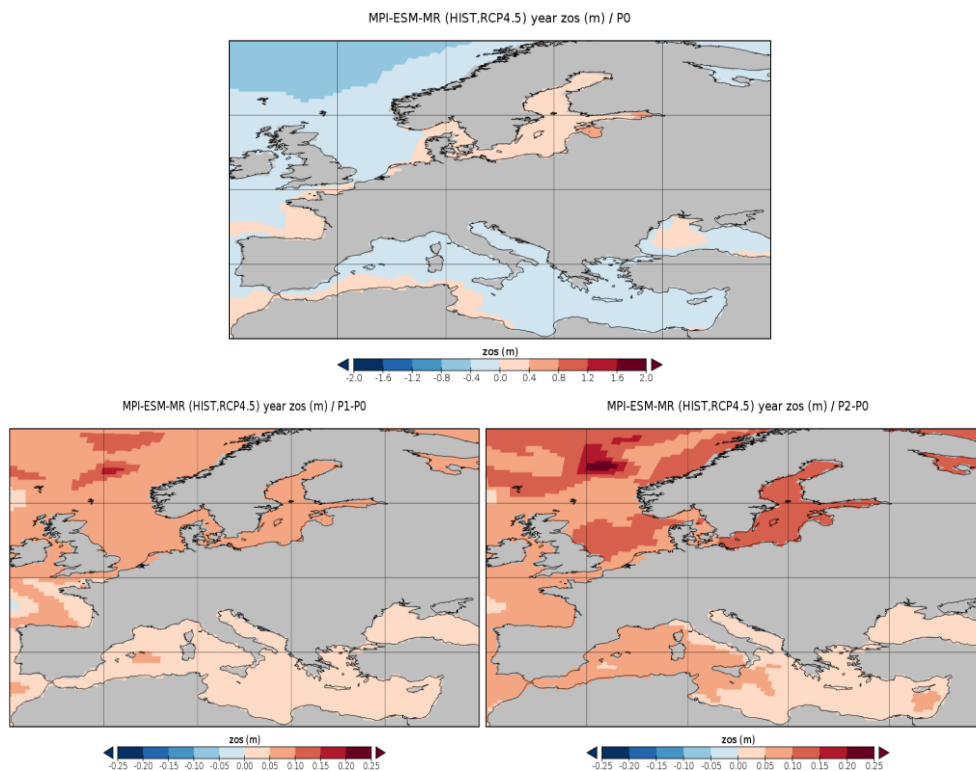 MPI-ESM-MR (HIST,RCP4.5) year zos (m) / P0
zos (m)
-2.0 -1.6 -1.2 -0.8 -0.4 0.0 0.4 0.8 1.2 1.6 2.0
MPI-ESM-MR (HIST,RCP4.5) year zos (m) / P1-P0
MPI-ESM-MR (HIST,RCP4.5) year zos (m) / P2-P0
zos (m)
zos (m)
-0.25 -0.20 -0.15 -0.10 -0.05 0.00 0.05 0.10 0.15 0.20 0.25
-0.25 -0.20 -0.15 -0.10 -0.05 0.00 0.05 0.10 0.15 0.20 0.25